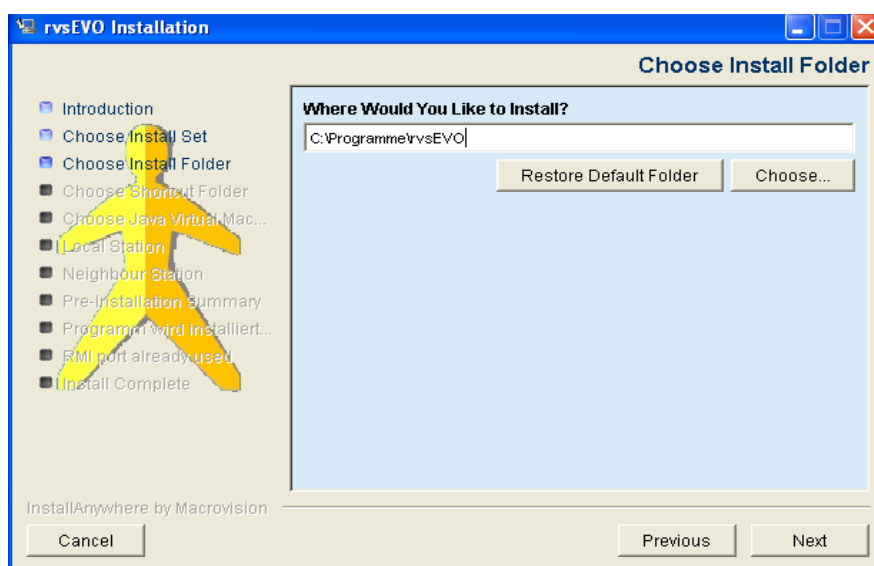 rvsEVO Installation
Choose Install Folder
Introduction
Choose Install Set
Choose Install Folder
Choose Shortcut Folder
Choose Java Virtual Mac...
Local Station
Neighbour Station
Pre-Installation Summary
Programm wird installiert...
RMI port already used
Install Complete
Where Would You Like to Install?
C:\Programme\rvsEVO
Restore Default Folder
Choose...
InstallAnywhere by Macrovision
Cancel
Previous
Next